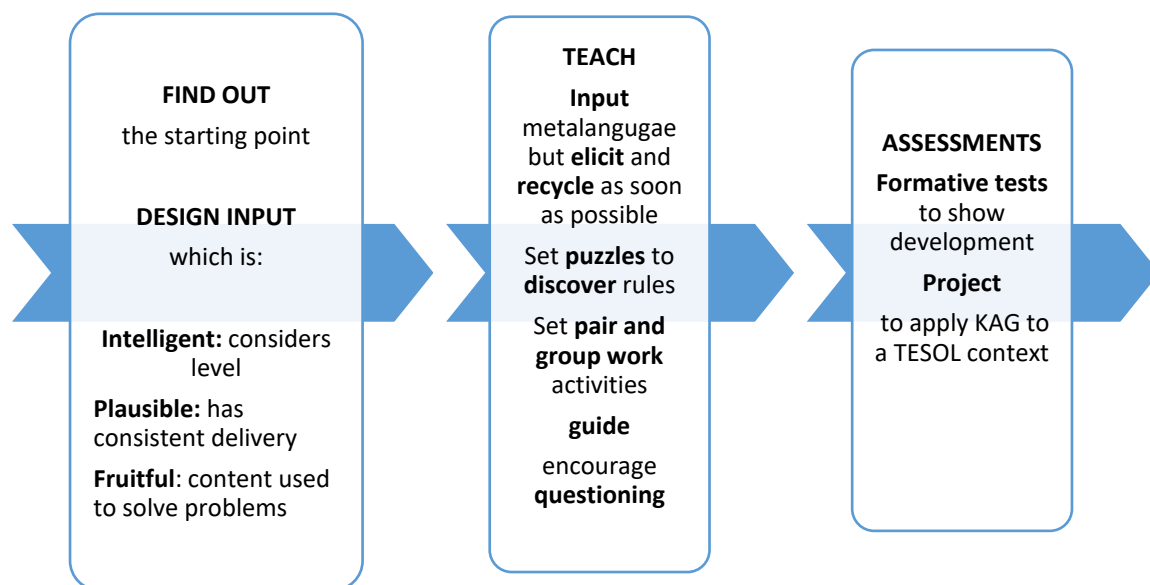 FIND OUT
the starting point
DESIGN INPUT
which is:
Intelligent: considers
level
Plausible: has
consistent delivery
Fruitful: content used
to solve problems
TEACH
Input
metalangugae
but elicit and
recycle as soon
as possible
Set puzzles to
discover rules
Set pair and
group work
activities
guide
encourage
questioning
ASSESSMENTS
Formative tests
to show
development
Project
to apply KAG to
a TESOL context